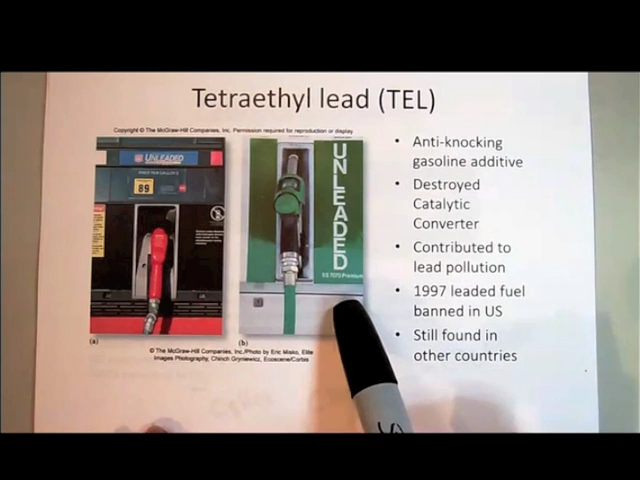 Tetraethyl lead (TEL)
Copyright © The McGraw-Hill Companies, Inc. Permission required for reproduction or display
UNLEADED
89
(a)
UNLEADED
(b)
© The McGraw-Hill Companies, Inc./Photo by Eric Misko, Elite
Images Photography, Chinch Gryniewicz, Ecoscene/Corbis
• Anti-knocking
gasoline additive
• Destroyed
Catalytic
Converter
• Contributed to
lead pollution
• 1997 leaded fuel
banned in US
• Still found in
other countries